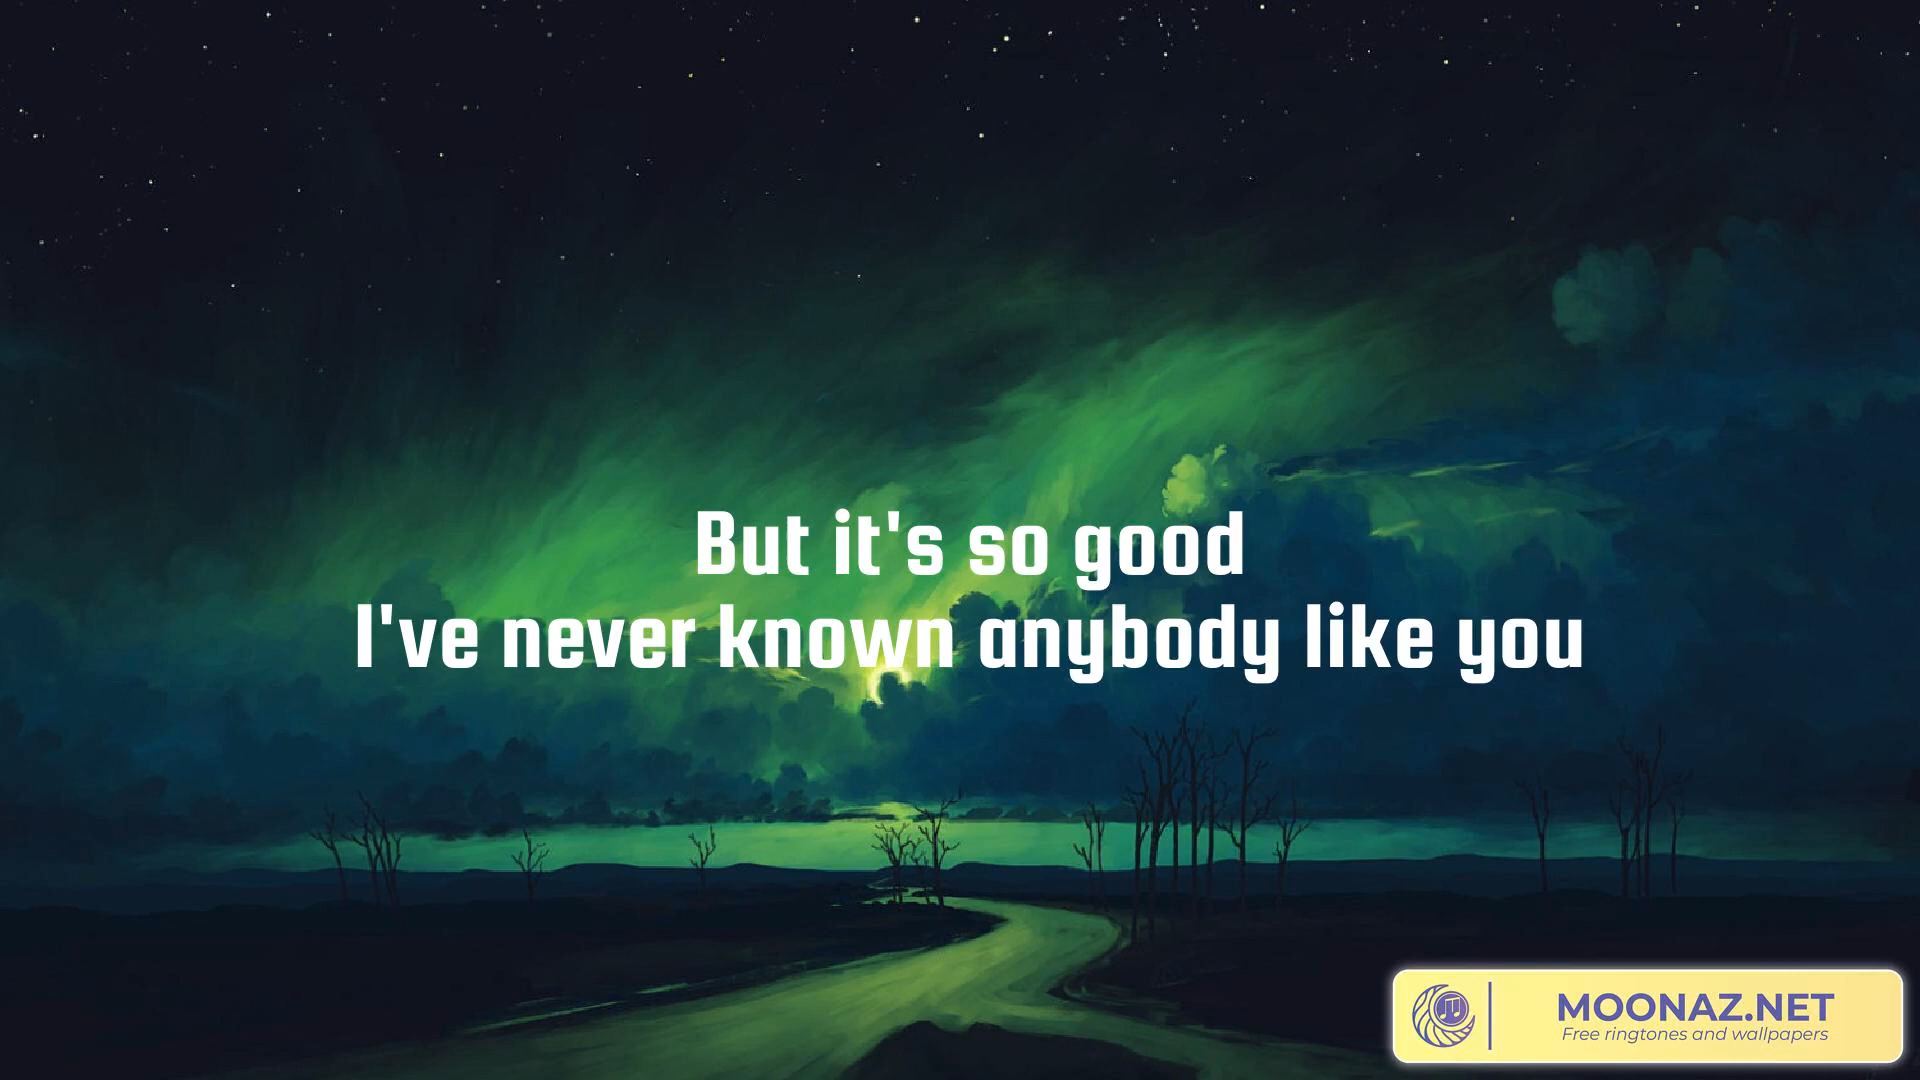 But it's so good
I've never known anybody like you
MOONAZ.NET
Free ringtones and wallpapers